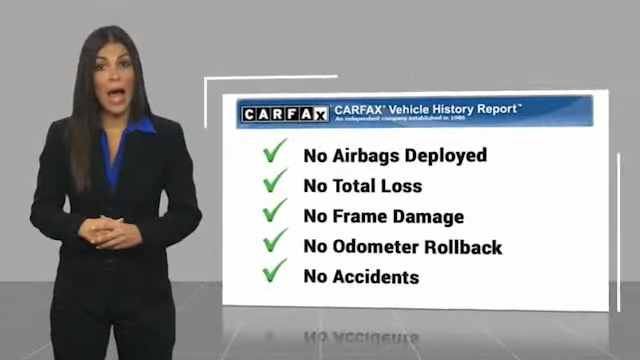 CARFAX CARFAX® Vehicle History Report™
An independent company established in 1986
No Airbags Deployed
No Total Loss
No Frame Damage
No Odometer Rollback
No Accidents